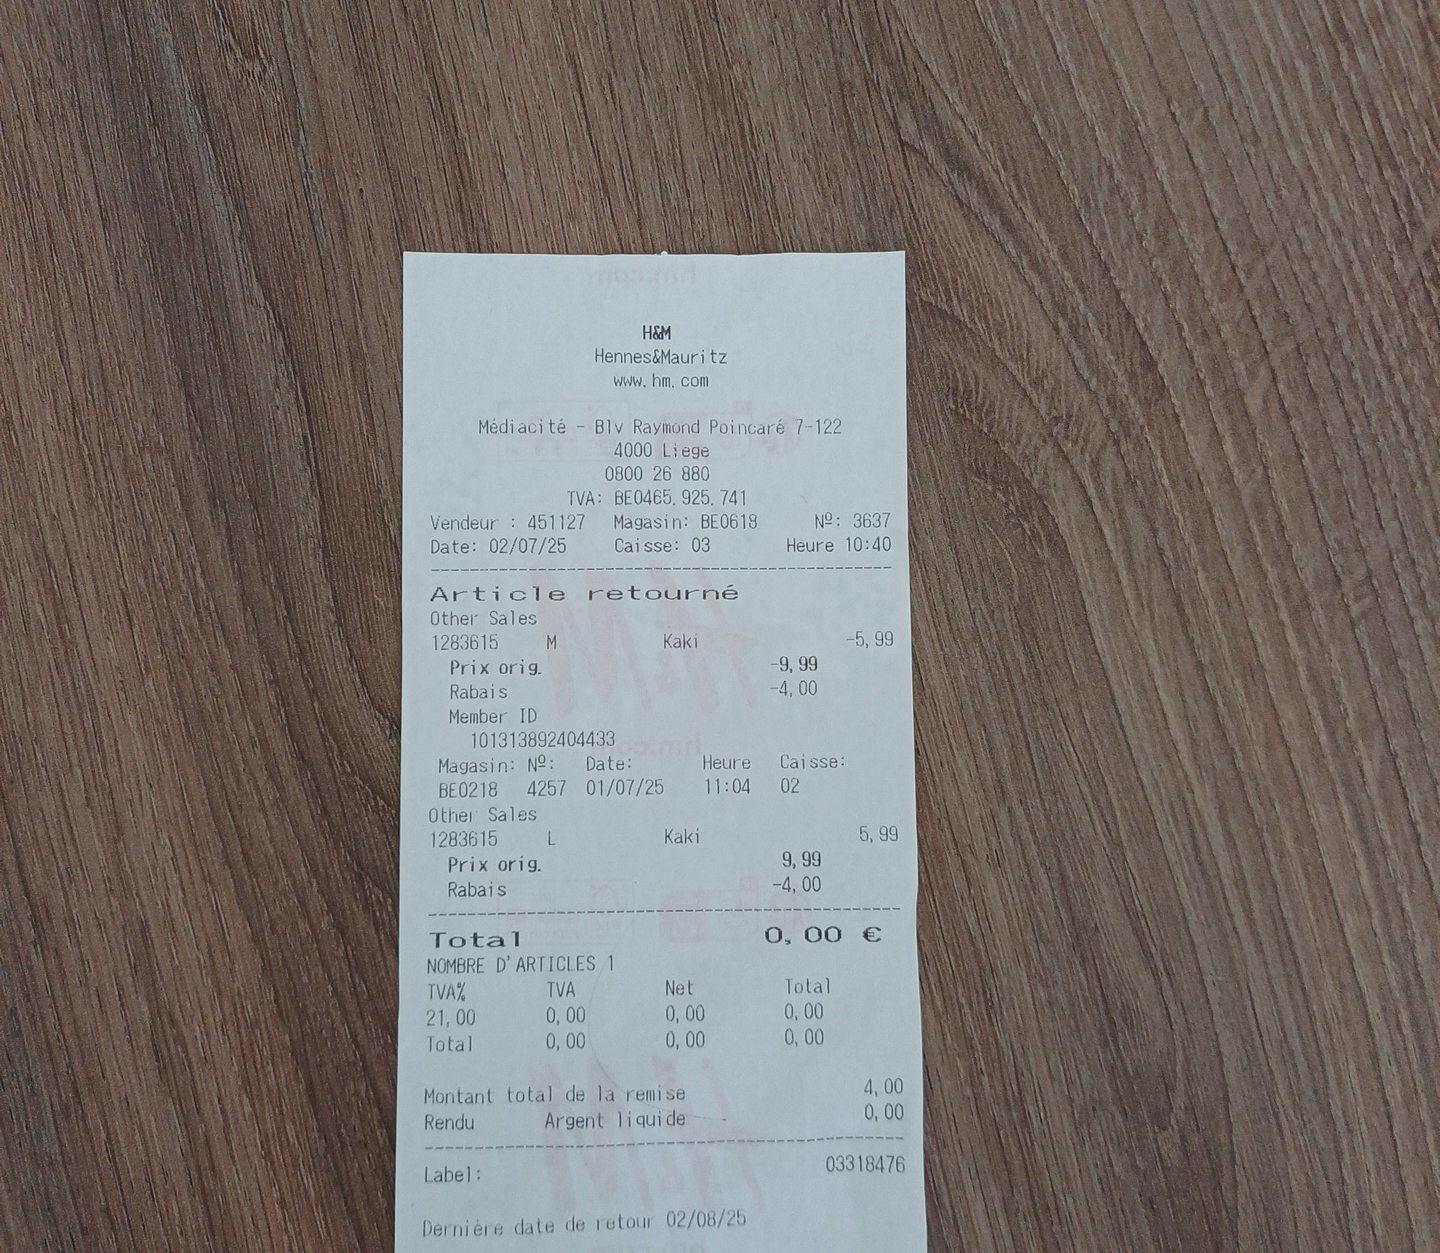 H&M
Hennes&Mauritz
www.hm.com
Médiacité - Blv Raymond Poincaré 7-122
4000 Liege
0800 26 880
TVA: BE0465.925.741
Vendeur : 451127 Magasin: BE0618 Nº: 3637
Date: 02/07/25 Caisse: 03 Heure 10:40
Article retourné
Other Sales
1283615 M Kaki -5,99
Prix orig. -9,99
Rabais -4,00
Member ID
101313892404433
Magasin: Nº: Date: Heure Caisse:
BE0218 4257 01/07/25 11:04 02
Other Sales
1283615 L Kaki 5,99
Prix orig. 9,99
Rabais -4,00
Total 0,00 €
NOMBRE D'ARTICLES 1
TVA% TVA Net Total
21,00 0,00 0,00 0,00
Total 0,00 0,00 0,00
Montant total de la remise 4,00
Rendu Argent liquide 0,00
Label: 03318476
Dernière date de retour 02/08/25